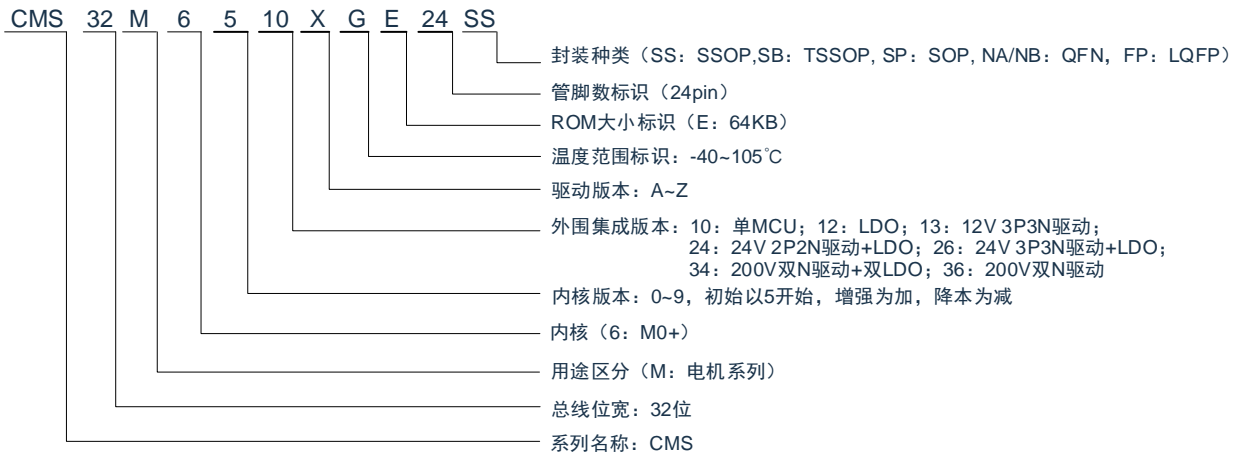 CMS 32 M 6 5 10 X G E 24 SS
封装种类（SS：SSOP,SB：TSSOP, SP：SOP, NA/NB：QFN，FP：LQFP）
管脚数标识（24pin）
ROM大小标识（E：64KB）
温度范围标识：-40~105℃
驱动版本：A~Z
外围集成版本：10：单MCU；12：LDO；13：12V 3P3N驱动；
24：24V 2P2N驱动+LDO；26：24V 3P3N驱动+LDO；
34：200V双N驱动+双LDO；36：200V双N驱动
内核版本：0~9，初始以5开始，增强为加，降本为减
内核（6：M0+）
用途区分（M：电机系列）
总线位宽：32位
系列名称：CMS